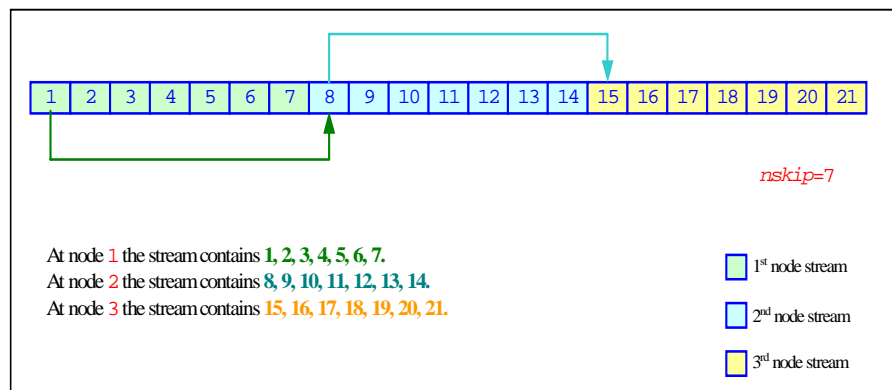 1 2 3 4 5 6 7 8 9 10 11 12 13 14 15 16 17 18 19 20 21
nskip=7
At node 1 the stream contains 1, 2, 3, 4, 5, 6, 7.
At node 2 the stream contains 8, 9, 10, 11, 12, 13, 14.
At node 3 the stream contains 15, 16, 17, 18, 19, 20, 21.
1st node stream
2nd node stream
3rd node stream